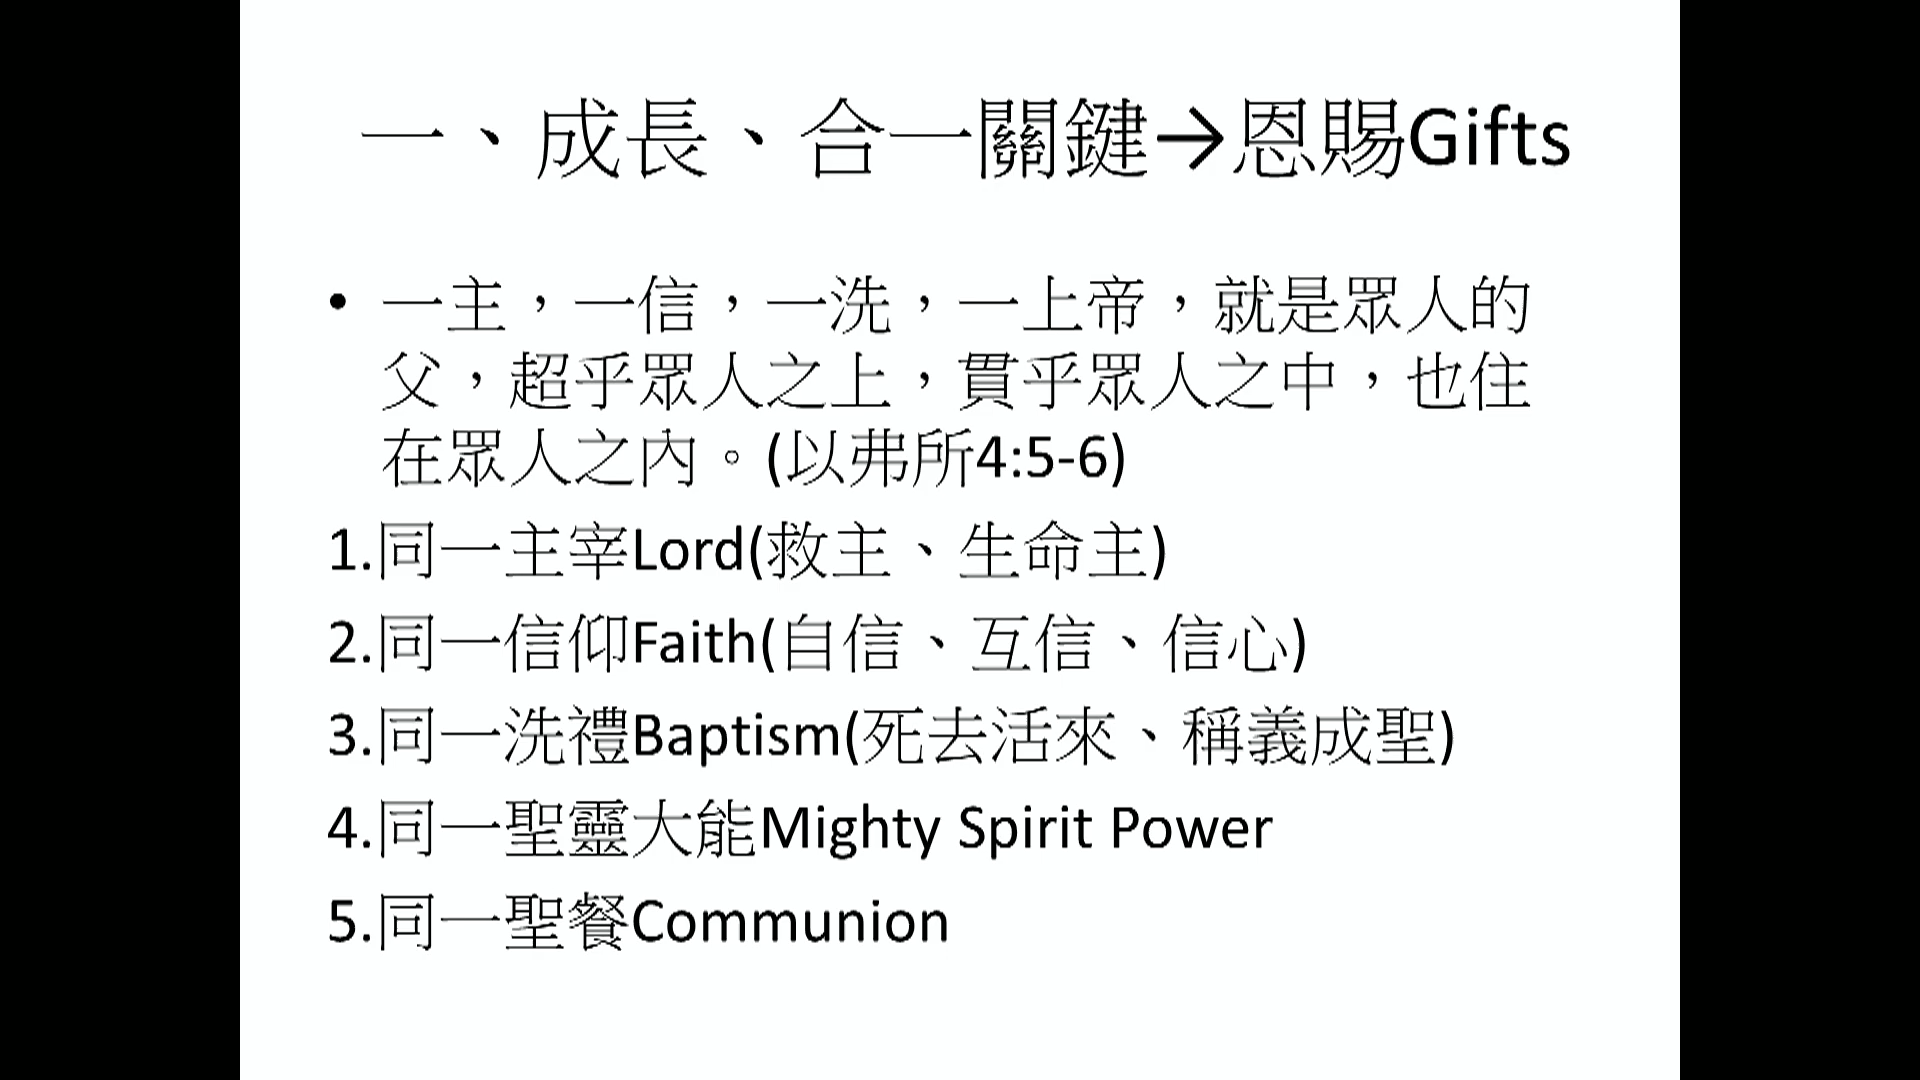 一、成長、合一關鍵→恩賜Gifts
• 一主，一信，一洗，一上帝，就是眾人的
父，超乎眾人之上，貫乎眾人之中，也住
在眾人之內。(以弗所4:5-6)
1.同一主宰Lord(救主、生命主)
2.同一信仰Faith(自信、互信、信心)
3.同一洗禮Baptism(死去活來、稱義成聖)
4.同一聖靈大能Mighty Spirit Power
5.同一聖餐Communion